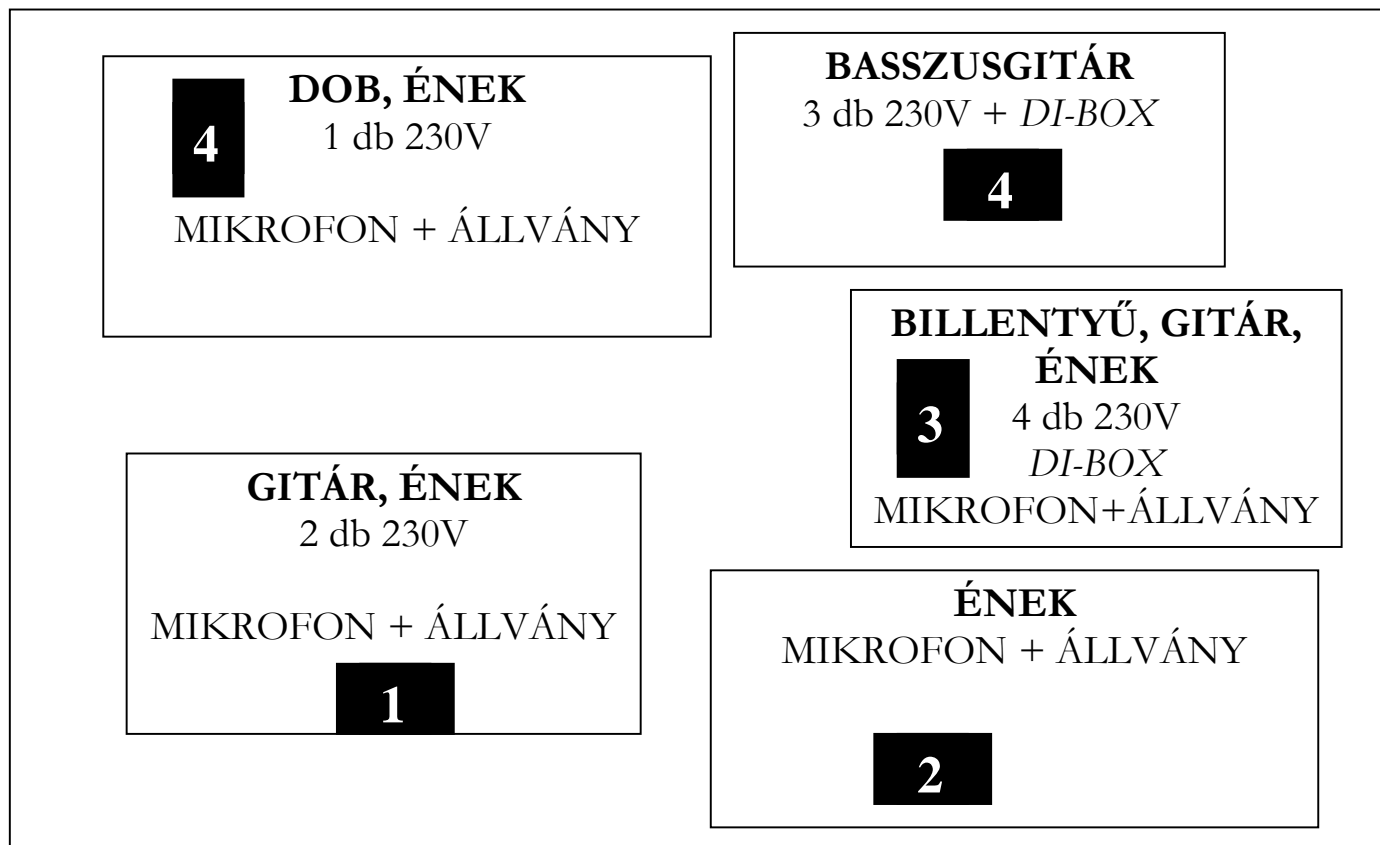 DOB, ÉNEK
1 db 230V
4
MIKROFON + ÁLLVÁNY
BASSZUSGITÁR
3 db 230V + DI-BOX
4
BILLENTYŰ, GITÁR,
ÉNEK
3
4 db 230V
DI-BOX
MIKROFON+ÁLLVÁNY
GITÁR, ÉNEK
2 db 230V
MIKROFON + ÁLLVÁNY
1
ÉNEK
MIKROFON + ÁLLVÁNY
2